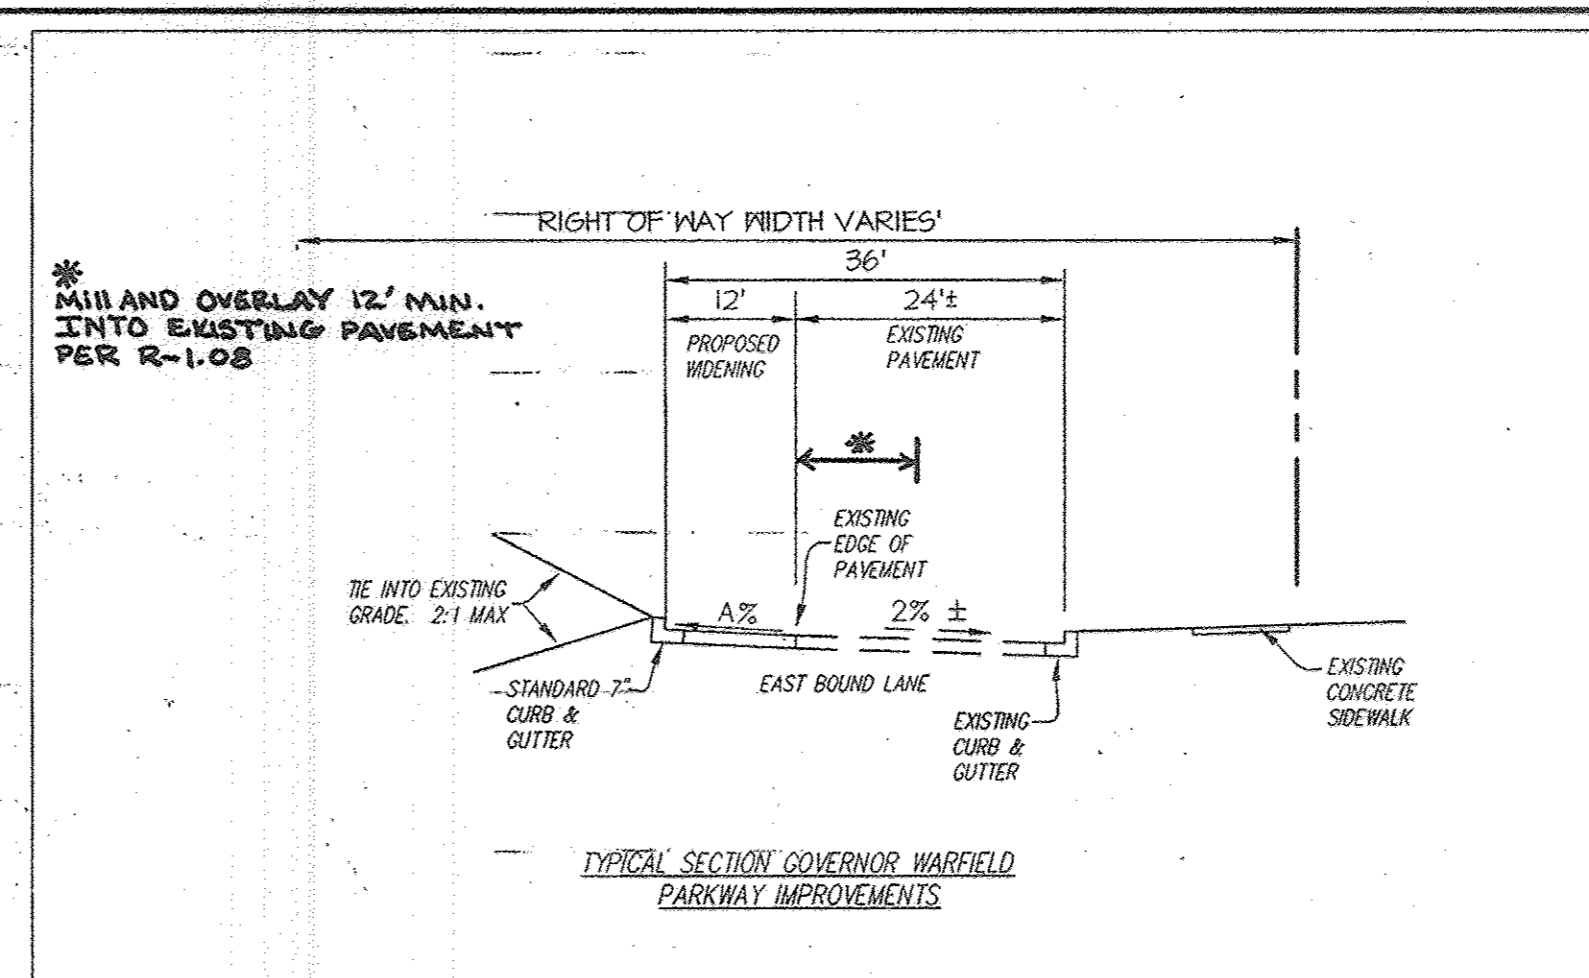 RIGHT OF WAY WIDTH VARIES'
36'
12'
24'±
PROPOSED
WIDENING
EXISTING
PAVEMENT
*
MIll AND OVERLAY 12' MIN.
INTO EXISTING PAVEMENT
PER R-1.08
*
EXISTING
EDGE OF
PAVEMENT
TIE INTO EXISTING
GRADE. 2:1 MAX
A%
2% ±
STANDARD 7"
CURB &
GUTTER
EAST BOUND LANE
EXISTING
CURB &
GUTTER
EXISTING
CONCRETE
SIDEWALK
TYPICAL SECTION GOVERNOR WARFIELD
PARKWAY IMPROVEMENTS